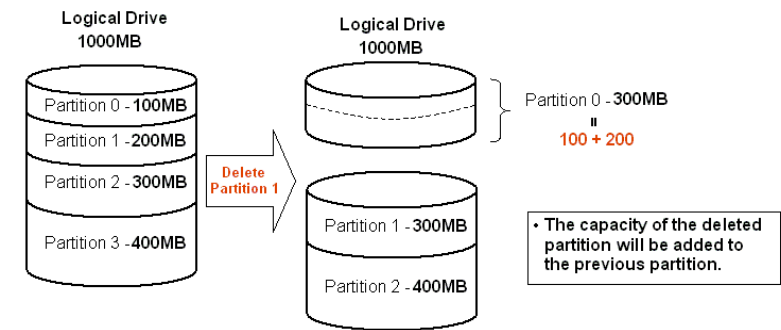 Logical Drive
1000MB
Partition 0 - 100MB
Partition 1 - 200MB
Partition 2 - 300MB
Partition 3 - 400MB
Delete
Partition 1
Logical Drive
1000MB
Partition 0 - 300MB
=
100 + 200
Partition 1 - 300MB
Partition 2 - 400MB
• The capacity of the deleted
partition will be added to
the previous partition.